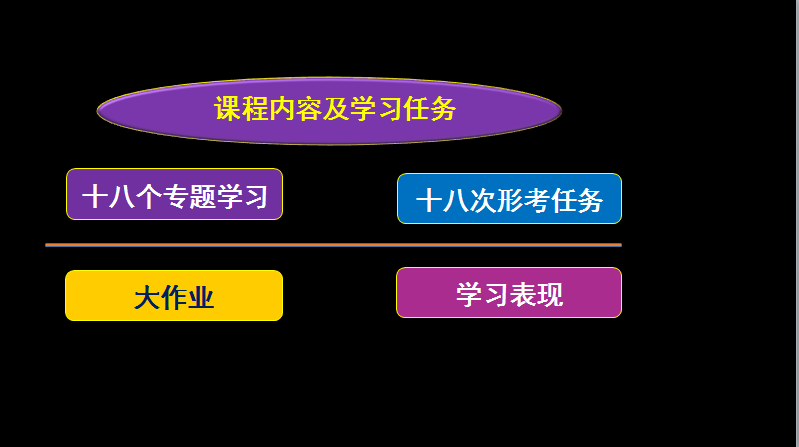 课程内容及学习任务
十八个专题学习
十八次形考任务
大作业
学习表现